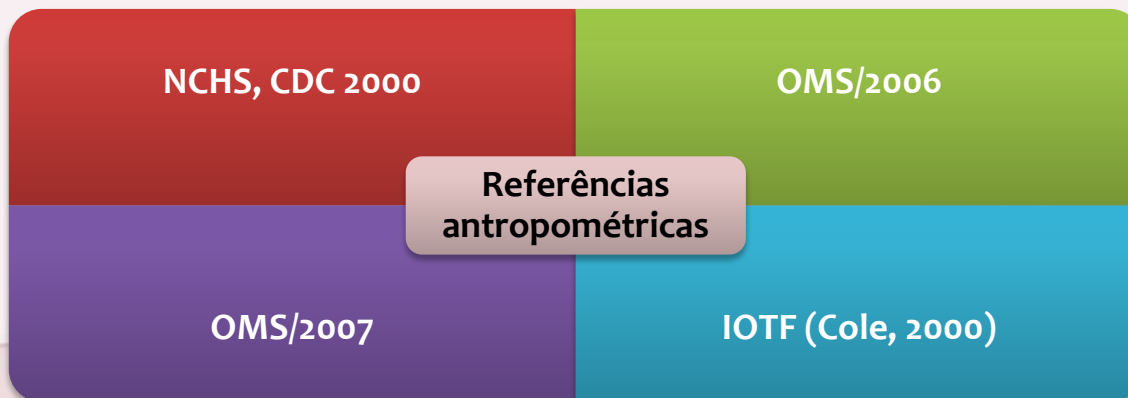 NCHS, CDC 2000
OMS/2006
Referências
antropométricas
OMS/2007
IOTF (Cole, 2000)